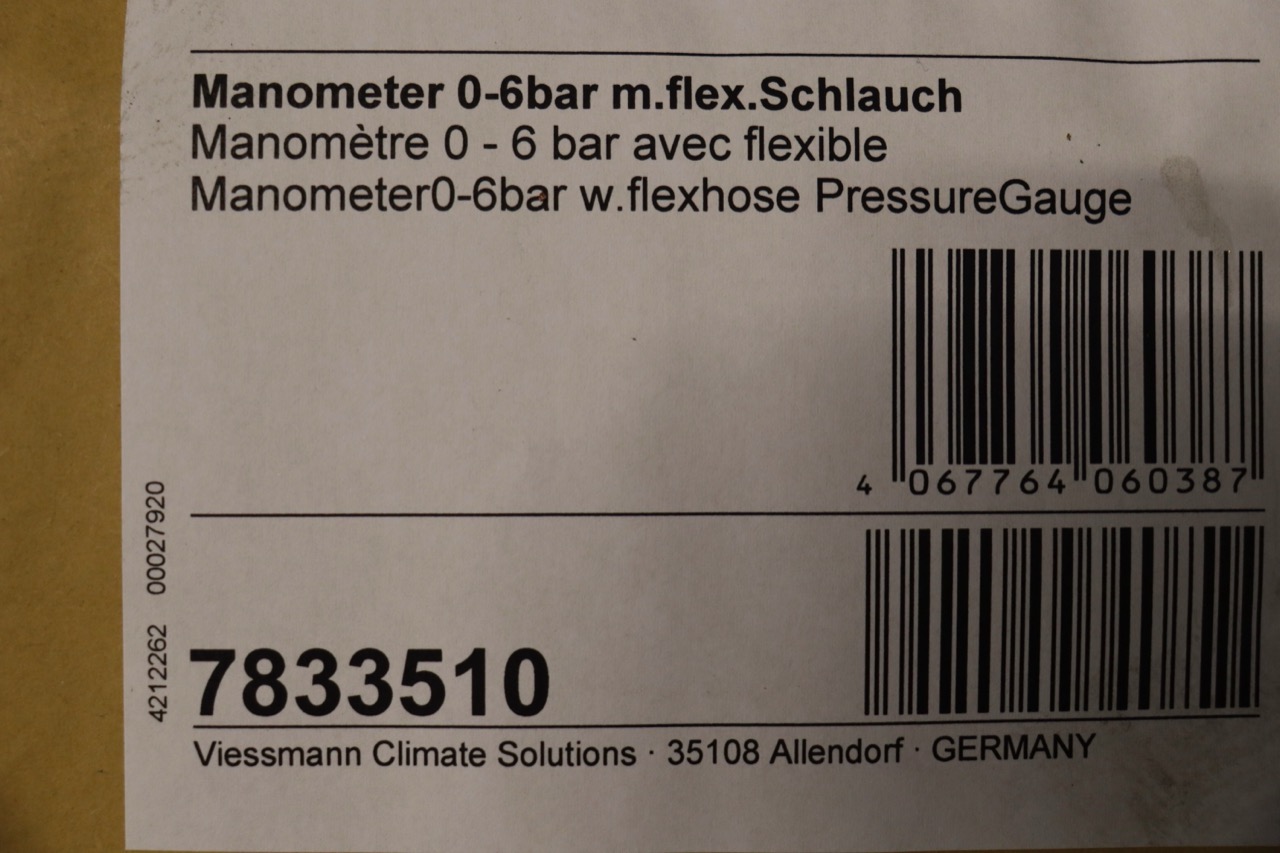 Manometer 0-6bar m.flex.Schlauch
Manomètre 0 - 6 bar avec flexible
Manometer0-6bar w.flexhose PressureGauge
4 067764 060387
4212262 00027920
7833510
Viessmann Climate Solutions · 35108 Allendorf · GERMANY